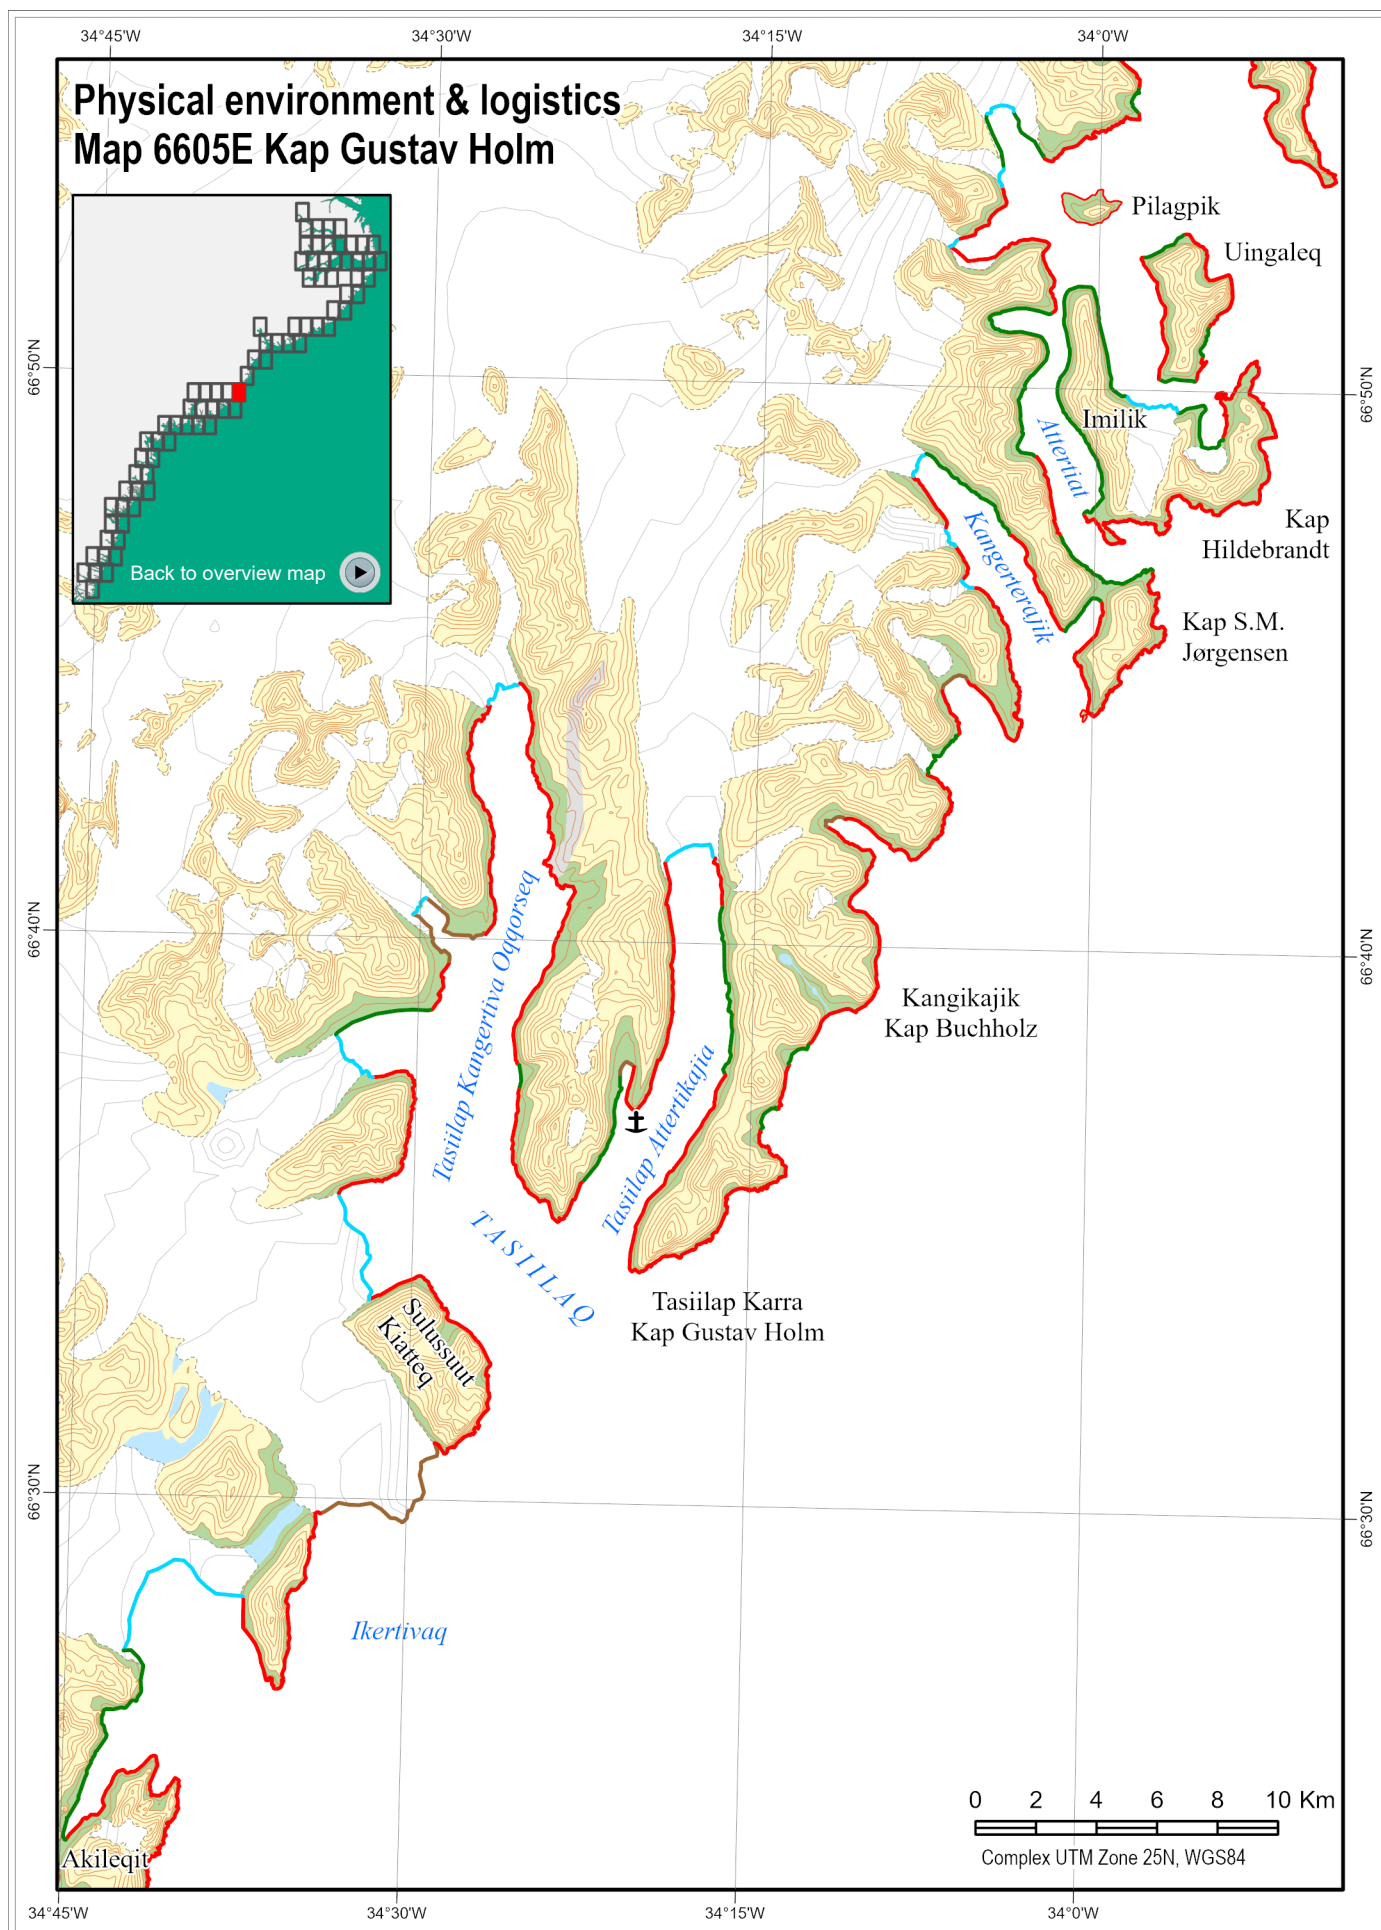 34°45'W 34°30'W 34°15'W 34°0'W
Physical environment & logistics
Map 6605E Kap Gustav Holm
Pilagpik
Uingaleq
66°50'N
66°50'N
Imilik
Attertiat
Kap
Hildebrandt
Kangerterajik
Back to overview map
Kap S.M.
Jørgensen
Tasiilap Kangertiva Oqqorseq
66°40'N
66°40'N
Kangikajik
Kap Buchholz
Tasiilap Attertikajia
TASIILAQ
Tasiilap Karra
Kap Gustav Holm
Sulussuut
Kiatteq
66°30'N
66°30'N
Ikertivaq
0 2 4 6 8 10 Km
Complex UTM Zone 25N, WGS84
Akileqit
34°45'W 34°30'W 34°15'W 34°0'W